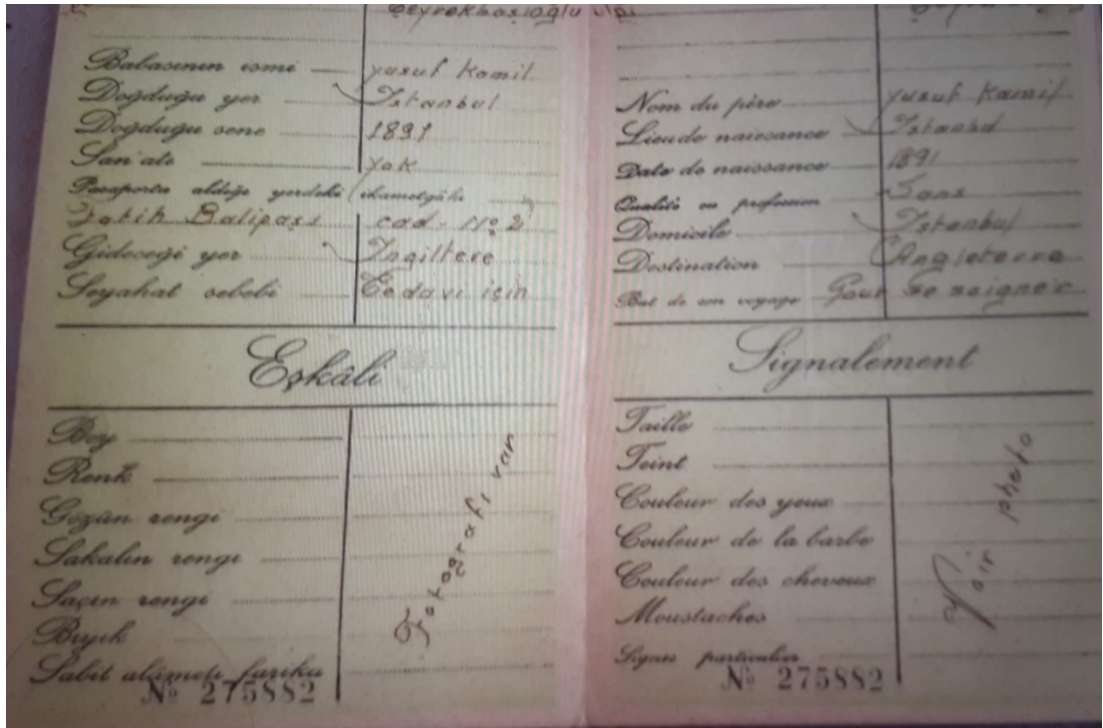 Babasının ismi yusuf Kamil
Doğduğu yer İstanbul
Doğduğu sene 1891
San'atı yok
Pasaportu aldığı yerdeki ikametgâhı
Fatih Balipaşa cad. No 2
Gideceği yer İngiltere
Seyahat sebebi Tedavi için
Eşkâli
Boy
Renk
Gözün rengi
Sakalın rengi
Saçın rengi
Bıyık
Sabit alâmeti farika
Fotoğrafı var
No 275882
Nom du père yusuf Kamil
Lieu de naissance İstanbul
Date de naissance 1891
Qualité ou profession Sans
Domicile İstanbul
Destination Angleterre
But de son voyage Pour se soigner
Signalement
Taille
Teint
Couleur des yeux
Couleur de la barbe
Couleur des cheveux
Moustaches
Signes particuliers
Voir photo
No 275882